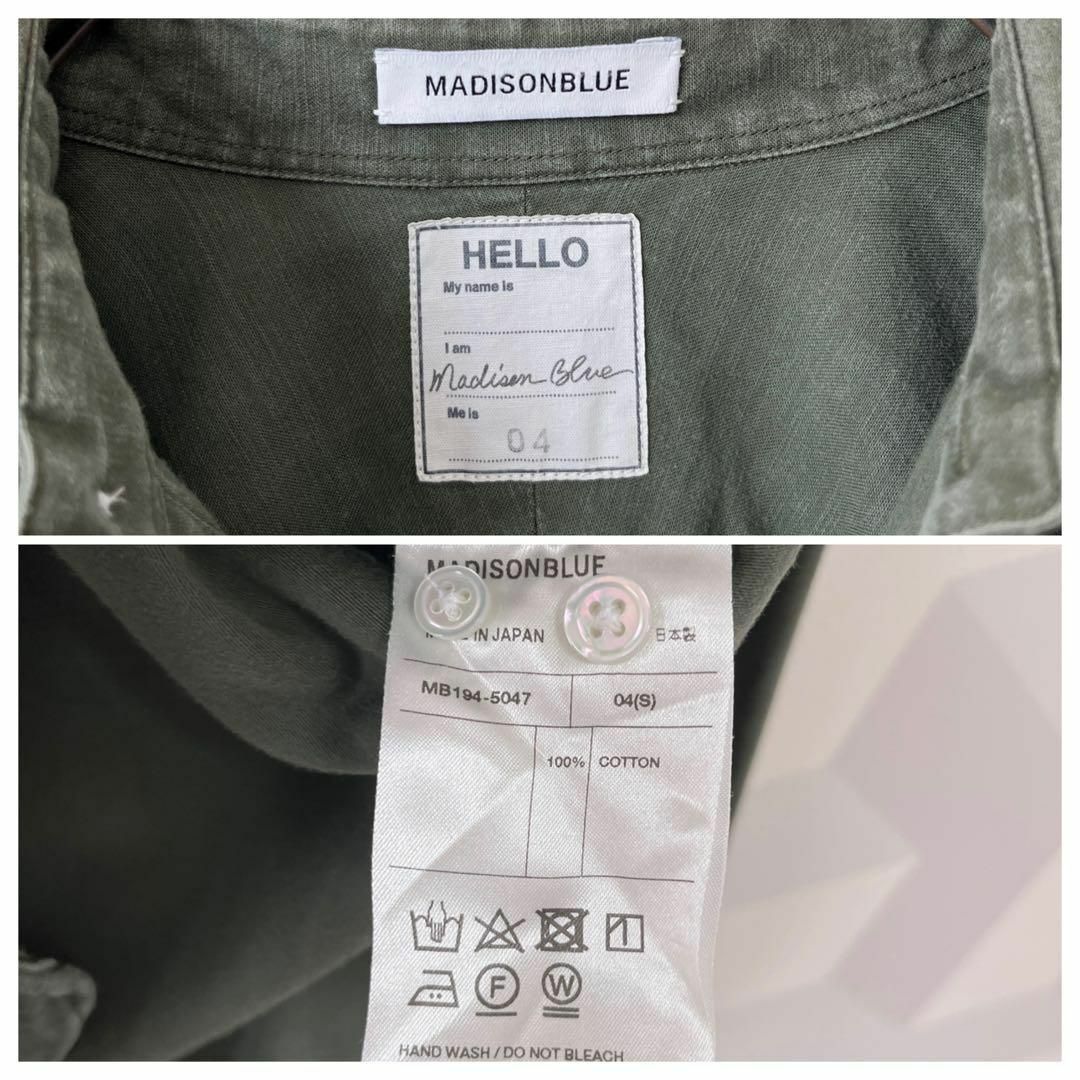 MADISONBLUE
HELLO
My name is
I am
Madison Blue
Me is
04
MADISONBLUE
MADE IN JAPAN 日本製
MB194-5047 04(S)
100% COTTON
F W
HAND WASH / DO NOT BLEACH